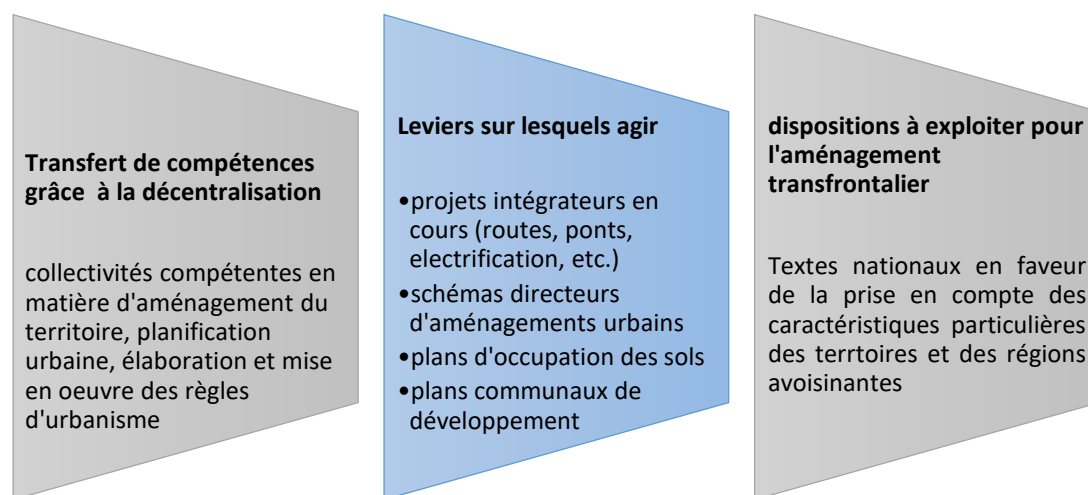 Transfert de compétences
grâce à la décentralisation
collectivités compétentes en
matière d'aménagement du
territoire, planification
urbaine, élaboration et mise
en oeuvre des règles
d'urbanisme
Leviers sur lesquels agir
•projets intégrateurs en
cours (routes, ponts,
electrification, etc.)
•schémas directeurs
d'aménagements urbains
•plans d'occupation des sols
•plans communaux de
développement
dispositions à exploiter pour
l'aménagement
transfrontalier
Textes nationaux en faveur
de la prise en compte des
caractéristiques particulières
des terrtoires et des régions
avoisinantes